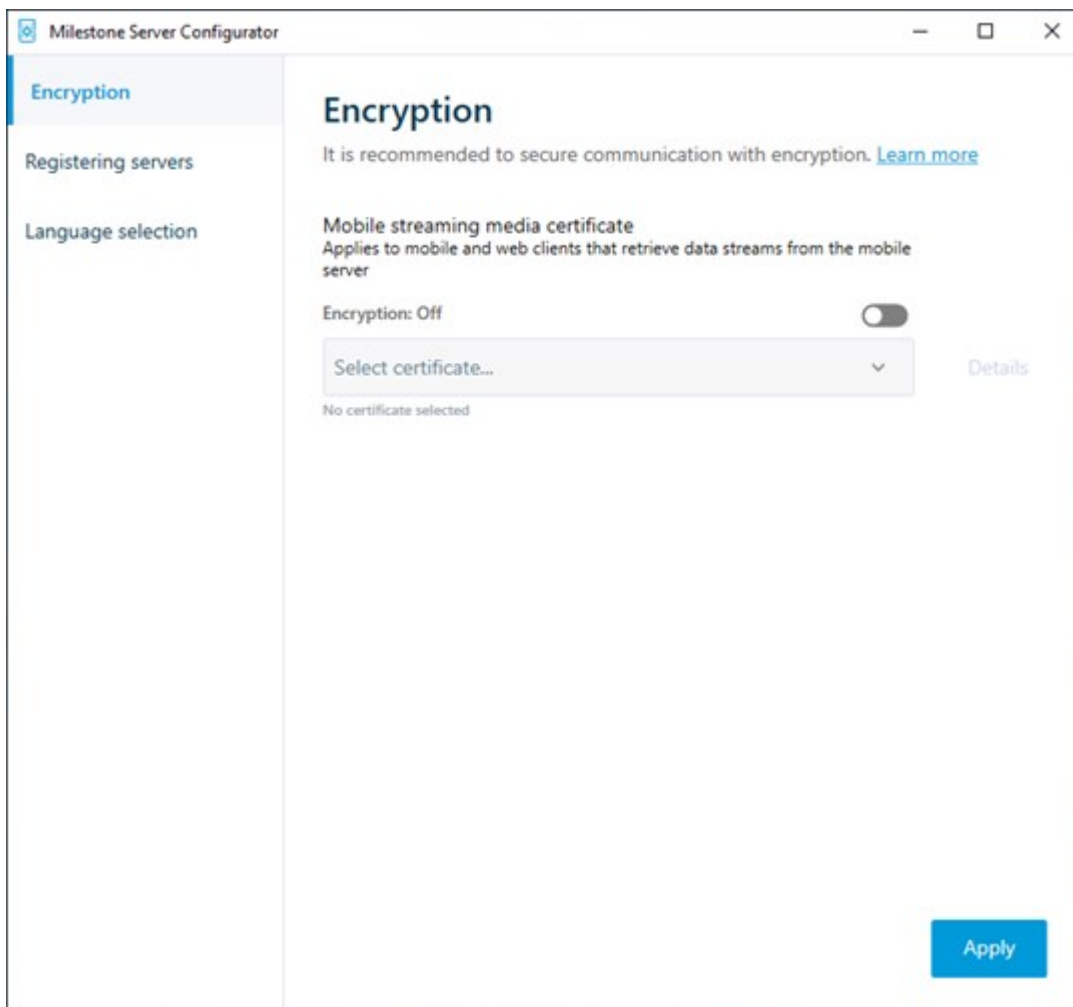 Milestone Server Configurator
Encryption
Registering servers
Language selection
Encryption
It is recommended to secure communication with encryption. Learn more
Mobile streaming media certificate
Applies to mobile and web clients that retrieve data streams from the mobile
server
Encryption: Off
Select certificate...
Details
No certificate selected
Apply